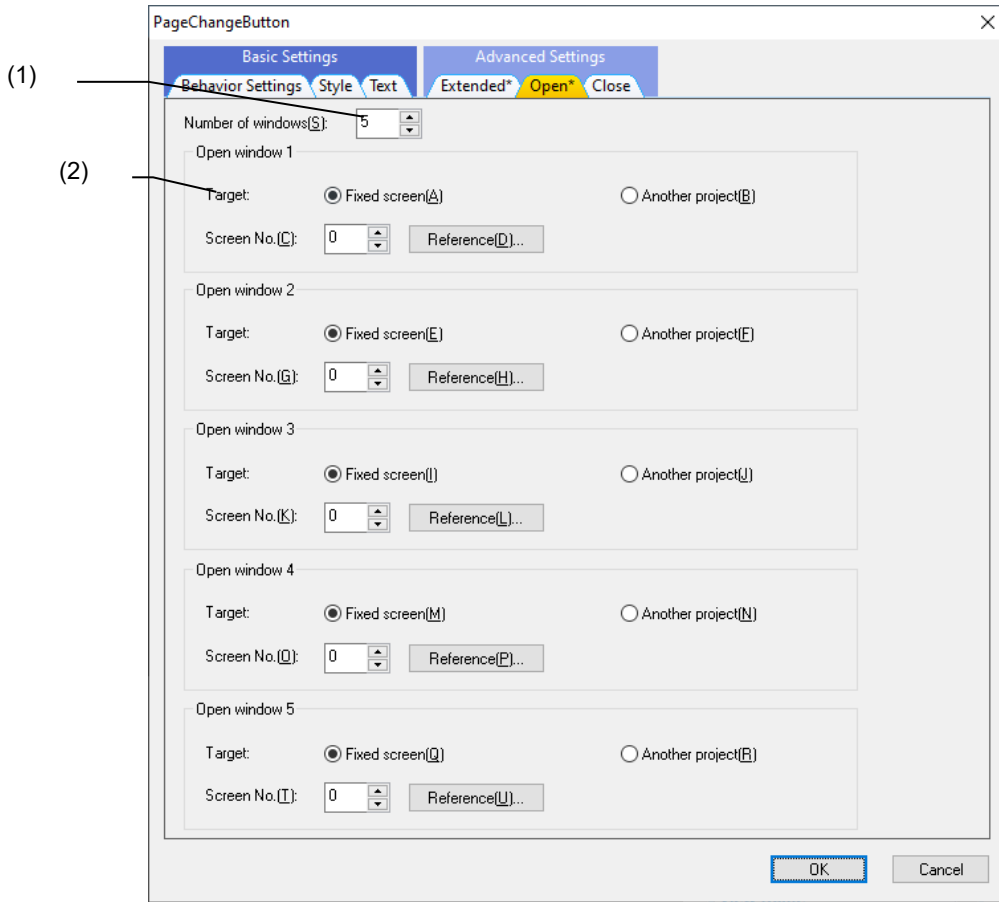 PageChangeButton
Basic Settings Advanced Settings
Behavior Settings Style Text Extended* Open* Close
(1)
Number of windows(S): 5
Open window 1
(2)
Target: Fixed screen(A) Another project(B)
Screen No.(C): 0 Reference(D)...
Open window 2
Target: Fixed screen(E) Another project(F)
Screen No.(G): 0 Reference(H)...
Open window 3
Target: Fixed screen(I) Another project(J)
Screen No.(K): 0 Reference(L)...
Open window 4
Target: Fixed screen(M) Another project(N)
Screen No.(O): 0 Reference(P)...
Open window 5
Target: Fixed screen(Q) Another project(R)
Screen No.(T): 0 Reference(U)...
OK Cancel